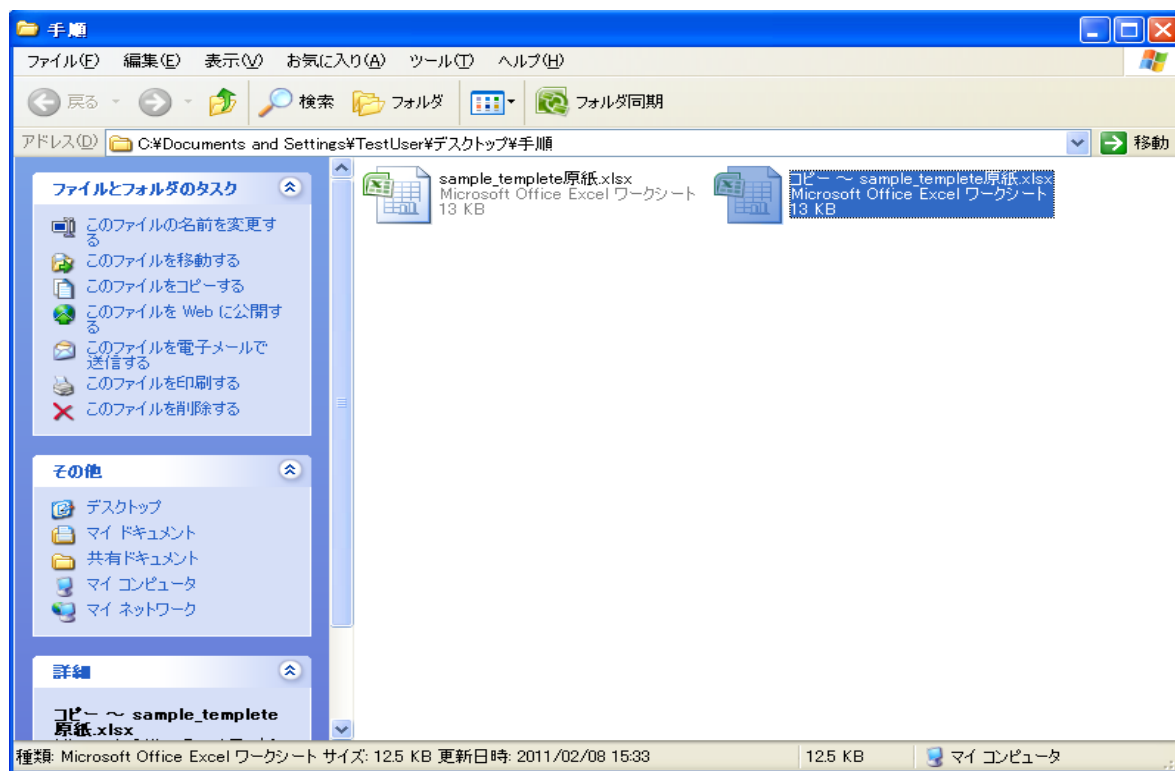 手順
ファイル(F) 編集(E) 表示(V) お気に入り(A) ツール(T) ヘルプ(H)
戻る 検索 フォルダ フォルダ同期
アドレス(D) C:¥Documents and Settings¥TestUser¥デスクトップ¥手順 移動
ファイルとフォルダのタスク
このファイルの名前を変更す
る
このファイルを移動する
このファイルをコピーする
このファイルを Web に公開す
る
このファイルを電子メールで
送信する
このファイルを印刷する
このファイルを削除する
その他
デスクトップ
マイ ドキュメント
共有ドキュメント
マイ コンピュータ
マイ ネットワーク
詳細
コピー ～ sample_templete
原紙.xlsx
sample_templete原紙.xlsx
Microsoft Office Excel ワークシート
13 KB
コピー ～ sample_templete原紙.xlsx
Microsoft Office Excel ワークシート
13 KB
種類: Microsoft Office Excel ワークシート サイズ: 12.5 KB 更新日時: 2011/02/08 15:33 12.5 KB マイ コンピュータ